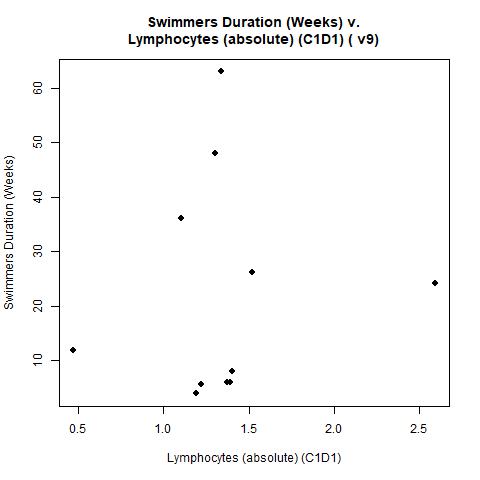 Swimmers Duration (Weeks) v.
Lymphocytes (absolute) (C1D1) ( v9)
Swimmers Duration (Weeks)
60
50
40
30
20
10
0.5 1.0 1.5 2.0 2.5
Lymphocytes (absolute) (C1D1)